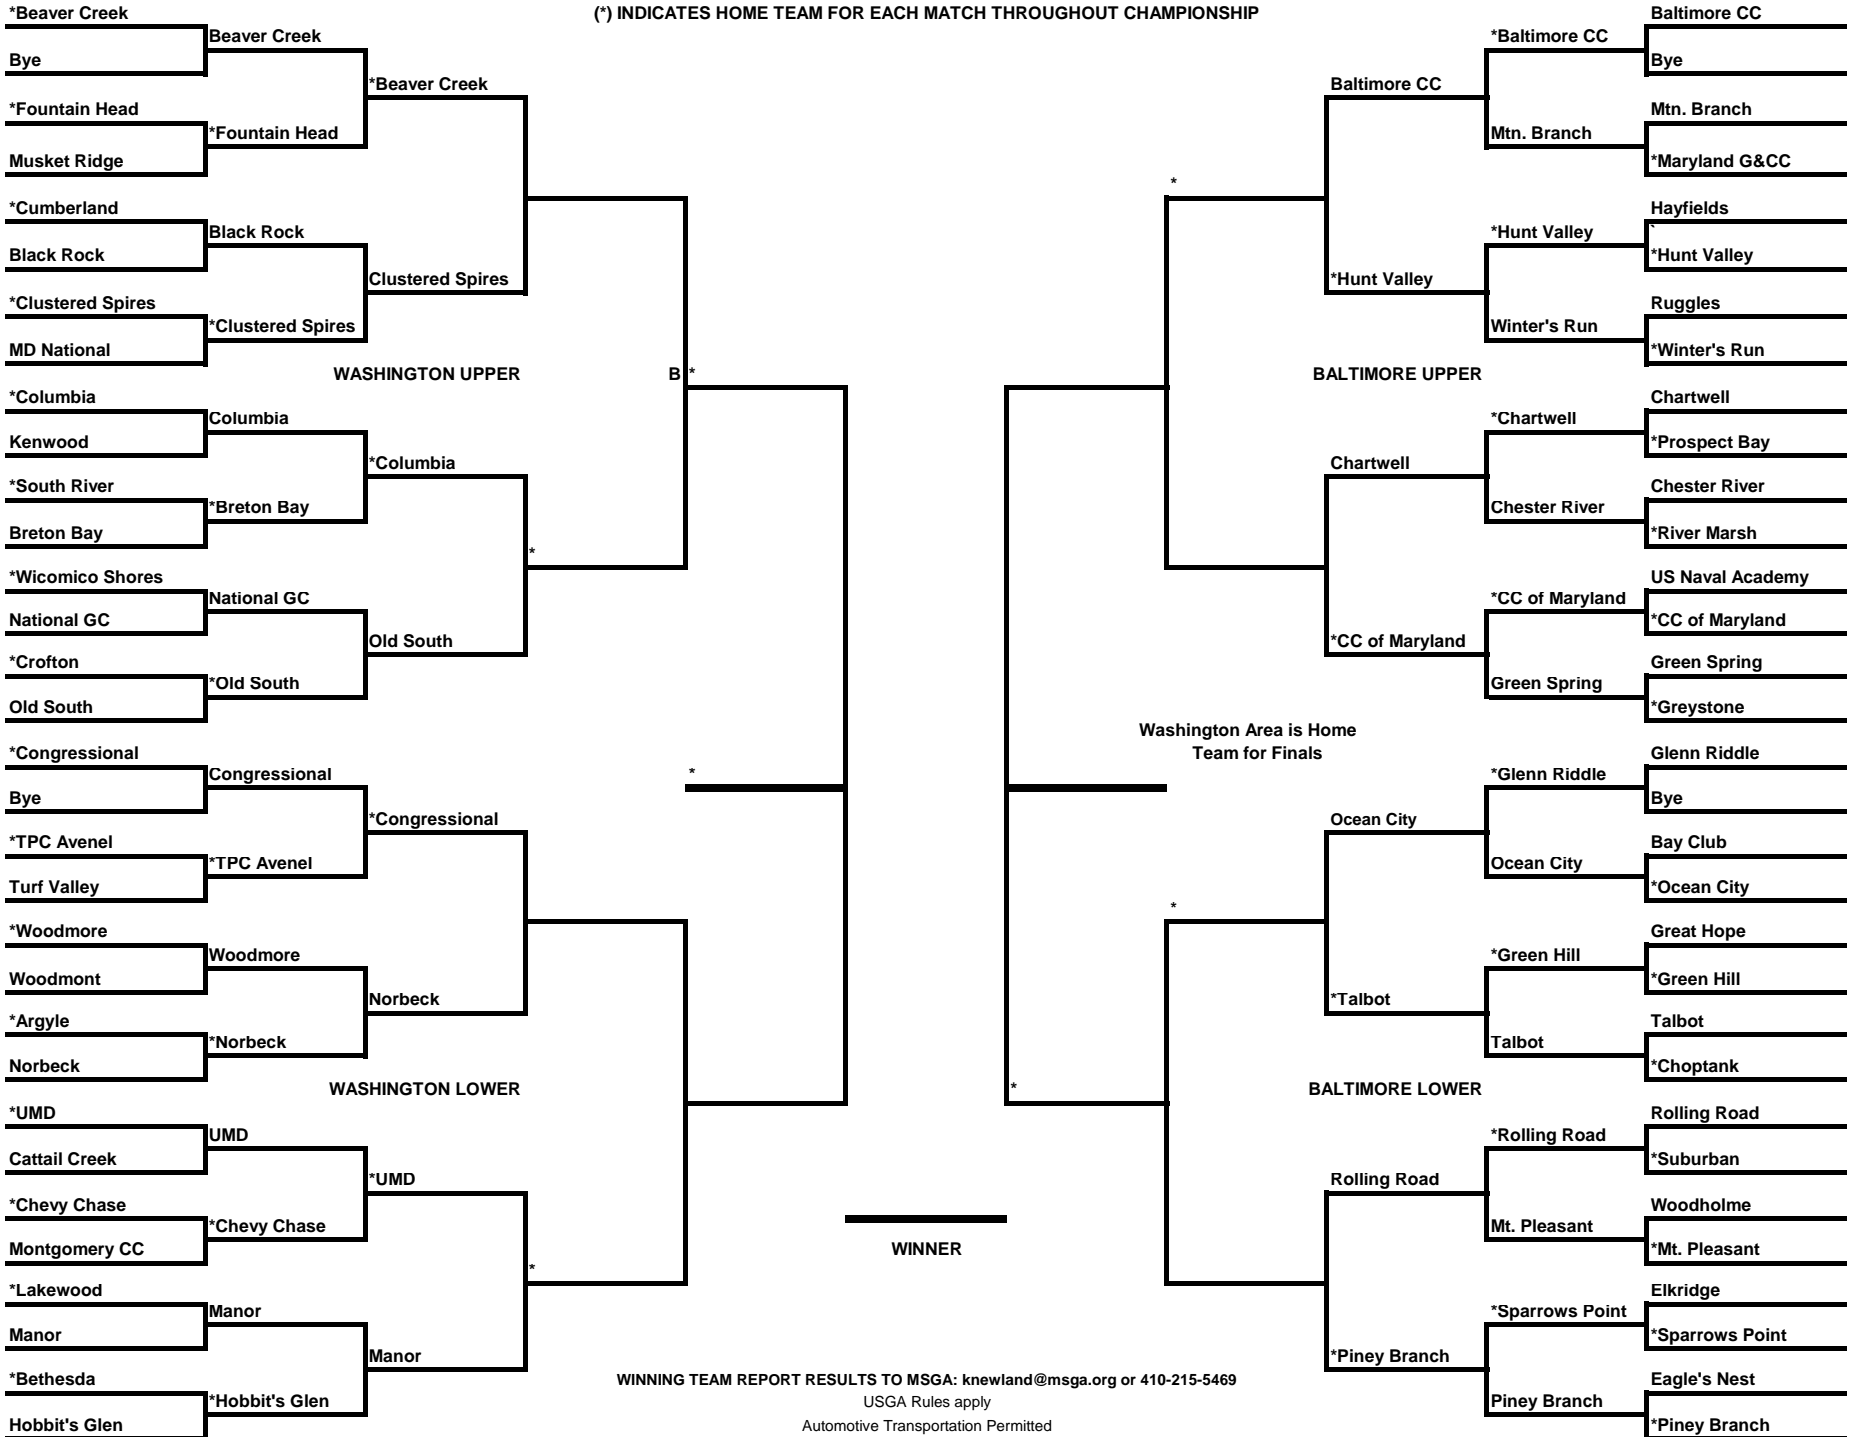 (*) INDICATES HOME TEAM FOR EACH MATCH THROUGHOUT CHAMPIONSHIP
*Beaver Creek
Bye
*Fountain Head
Musket Ridge
*Cumberland
Black Rock
*Clustered Spires
MD National
*Columbia
Kenwood
*South River
Breton Bay
*Wicomico Shores
National GC
*Crofton
Old South
*Congressional
Bye
*TPC Avenel
Turf Valley
*Woodmore
Woodmont
*Argyle
Norbeck
*UMD
Cattail Creek
*Chevy Chase
Montgomery CC
*Lakewood
Manor
*Bethesda
Hobbit's Glen
Beaver Creek
*Fountain Head
Black Rock
*Clustered Spires
Columbia
*Breton Bay
National GC
*Old South
Congressional
*TPC Avenel
Woodmore
*Norbeck
UMD
*Chevy Chase
Manor
*Hobbit's Glen
*Beaver Creek
Clustered Spires
WASHINGTON UPPER
*Columbia
Old South
*Congressional
Norbeck
WASHINGTON LOWER
*UMD
Manor
*
*
B *
*
Washington Area is Home
Team for Finals
WINNER
WINNING TEAM REPORT RESULTS TO MSGA: knewland@msga.org or 410-215-5469
USGA Rules apply
Automotive Transportation Permitted
*
*
*
Baltimore CC
*Hunt Valley
BALTIMORE UPPER
Chartwell
*CC of Maryland
Ocean City
*Talbot
BALTIMORE LOWER
Rolling Road
*Piney Branch
*Baltimore CC
Mtn. Branch
*Hunt Valley
Winter's Run
*Chartwell
Chester River
*CC of Maryland
Green Spring
*Glenn Riddle
Ocean City
*Green Hill
Talbot
*Rolling Road
Mt. Pleasant
*Sparrows Point
Piney Branch
Baltimore CC
Bye
Mtn. Branch
*Maryland G&CC
Hayfields
`
*Hunt Valley
Ruggles
*Winter's Run
Chartwell
*Prospect Bay
Chester River
*River Marsh
US Naval Academy
*CC of Maryland
Green Spring
*Greystone
Glenn Riddle
Bye
Bay Club
*Ocean City
Great Hope
*Green Hill
Talbot
*Choptank
Rolling Road
*Suburban
Woodholme
*Mt. Pleasant
Elkridge
*Sparrows Point
Eagle's Nest
*Piney Branch